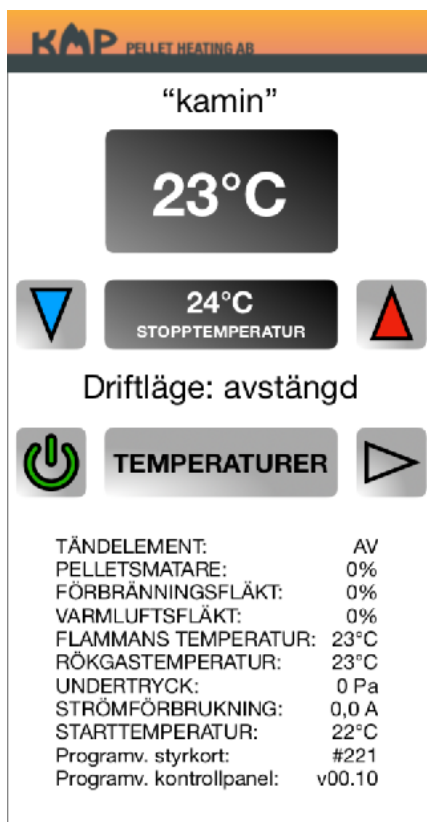 KMP PELLET HEATING AB
“kamin”
23°C
24°C
STOPPTEMPERATUR
Driftläge: avstängd
TEMPERATURER
TÄNDELEMENT: AV
PELLETSMATARE: 0%
FÖRBRÄNNINGSFLÄKT: 0%
VARMLUFTSFLÄKT: 0%
FLAMMANS TEMPERATUR: 23°C
RÖKGASTEMPERATUR: 23°C
UNDERTRYCK: 0 Pa
STRÖMFÖRBRUKNING: 0,0 A
STARTTEMPERATUR: 22°C
Programv. styrkort: #221
Programv. kontrollpanel: v00.10